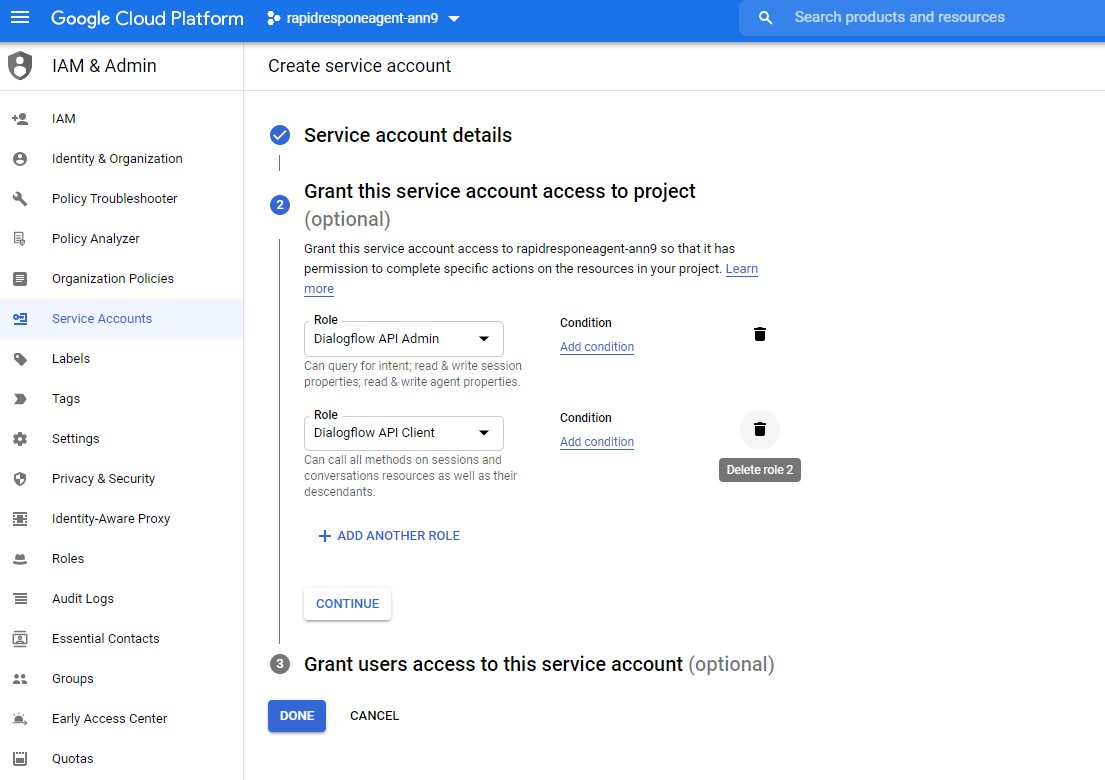 Google Cloud Platform
rapidresponeagent-ann9
Search products and resources
IAM & Admin
Create service account
IAM
Identity & Organization
Policy Troubleshooter
Policy Analyzer
Organization Policies
Service Accounts
Labels
Tags
Settings
Privacy & Security
Identity-Aware Proxy
Roles
Audit Logs
Essential Contacts
Groups
Early Access Center
Quotas
Service account details
2
Grant this service account access to project
(optional)
Grant this service account access to rapidresponeagent-ann9 so that it has
permission to complete specific actions on the resources in your project. Learn
more
Role
Dialogflow API Admin
Condition
Add condition
Can query for intent; read & write session
properties; read & write agent properties.
Role
Dialogflow API Client
Condition
Add condition
Delete role 2
Can call all methods on sessions and
conversations resources as well as their
descendants.
+ ADD ANOTHER ROLE
CONTINUE
3 Grant users access to this service account (optional)
DONE CANCEL